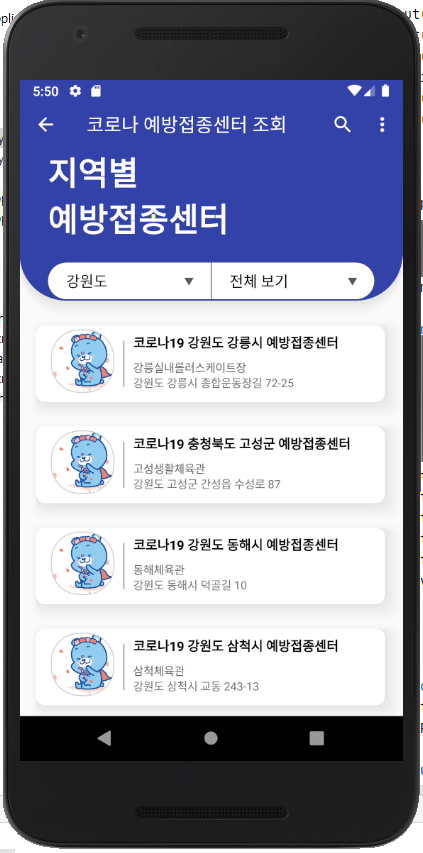 5:50
코로나 예방접종센터 조회
지역별
예방접종센터
강원도
전체 보기
코로나19 강원도 강릉시 예방접종센터
강릉실내름러스케이트장
강원도 강릉시 종합운동장길 72-25
코로나19 충청북도 고성군 예방접종센터
고성생활체육관
강원도 고성군 간성읍 수성로 87
코로나19 강원도 동해시 예방접종센터
동해체육관
강원도 동해시 덕골길 10
코로나19 강원도 삼척시 예방접종센터
삼척체육관
강원도 삼척시 교동 243-13